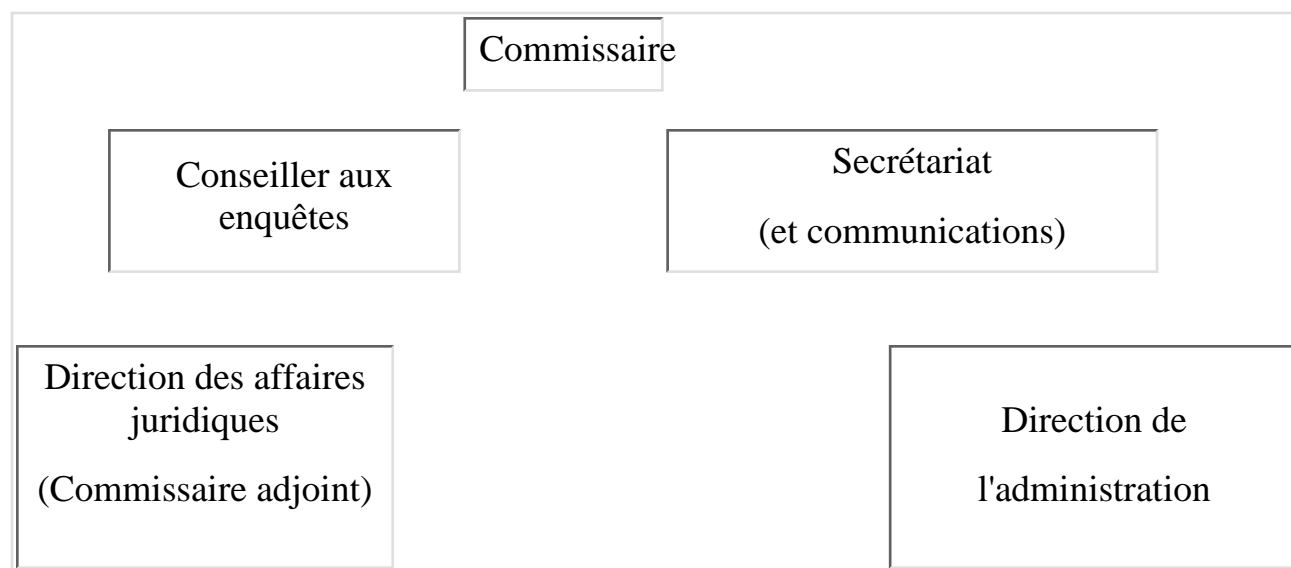 Commissaire
Conseiller aux
enquêtes
Secrétariat
(et communications)
Direction des affaires
juridiques
(Commissaire adjoint)
Direction de
l'administration